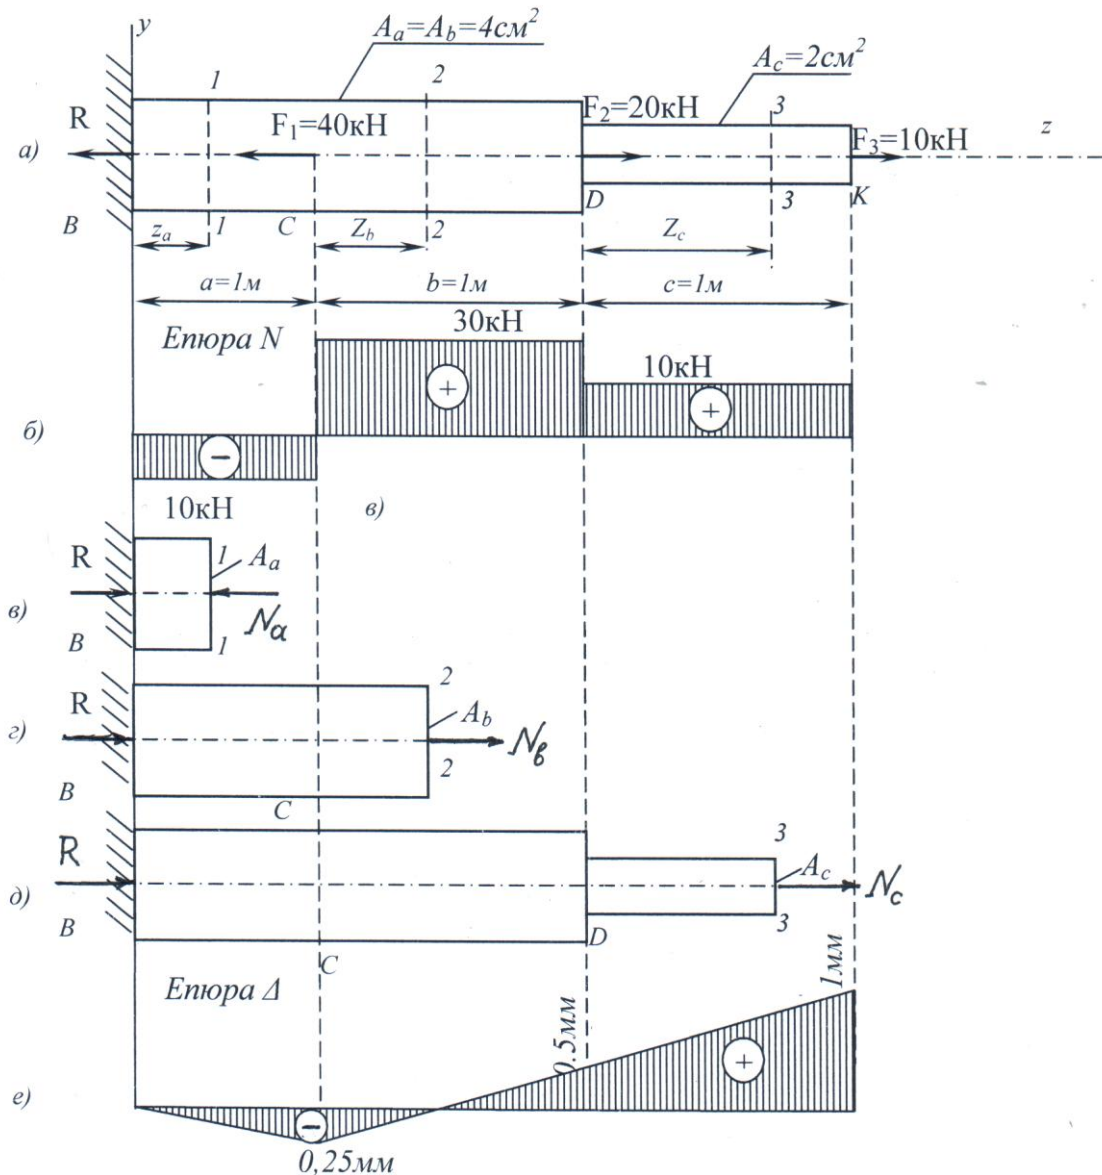 y
A_a=A_b=4см²
A_c=2см²
1
2
3
R
F₁=40кН
F₂=20кН
F₃=10кН
z
а)
B
z_a
1
C
Z_b
2
D
Z_c
3
K
a=1м
b=1м
c=1м
Епюра N
30кН
10кН
+
+
б)
−
10кН
в)
R
1
A_a
в)
N_a
B
1
R
2
A_b
г)
N_в
2
B
C
R
3
A_c
д)
N_c
B
3
D
C
Епюра Δ
0.5мм
1мм
+
е)
−
0,25мм